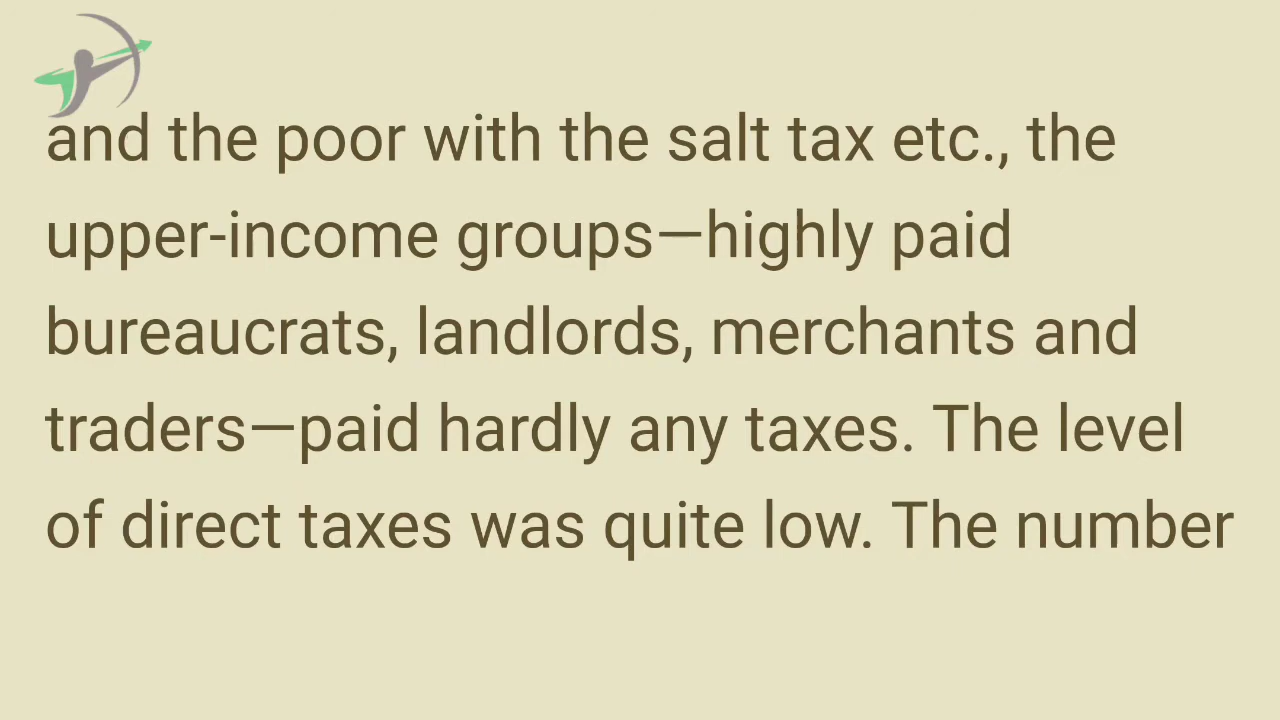 and the poor with the salt tax etc., the
upper-income groups—highly paid
bureaucrats, landlords, merchants and
traders—paid hardly any taxes. The level
of direct taxes was quite low. The number